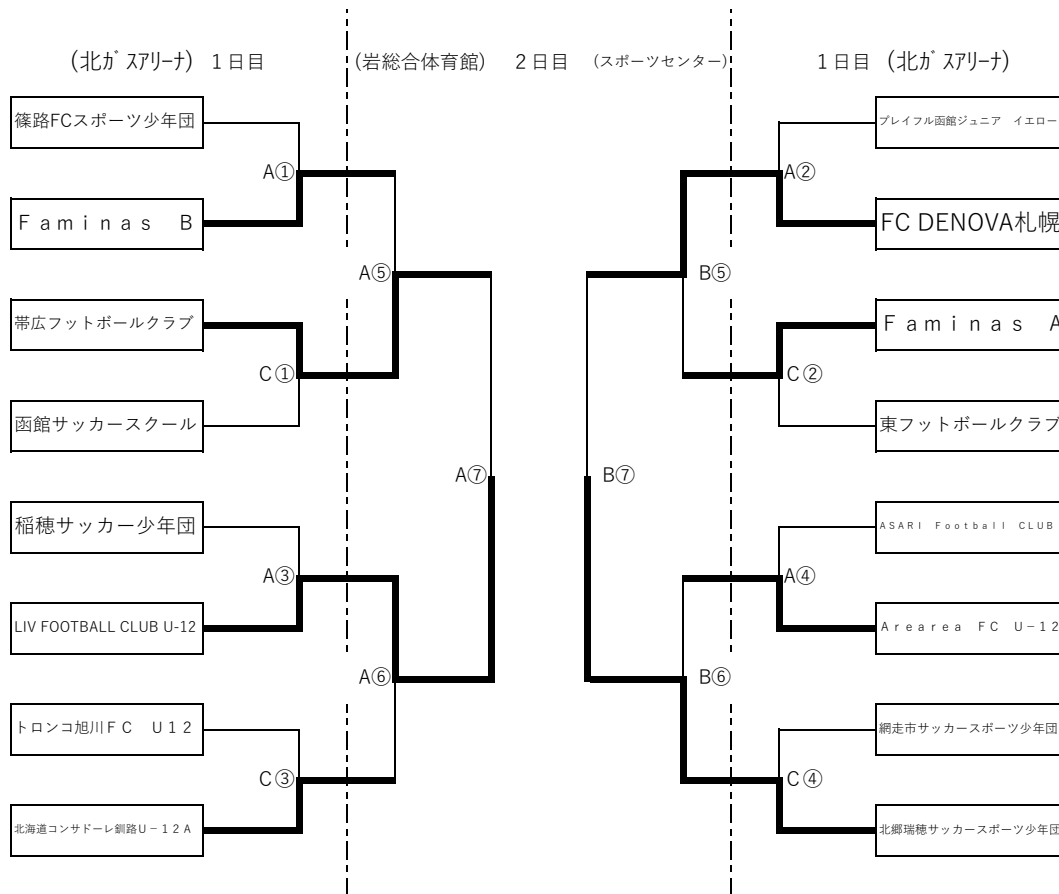 (北ガスアリーナ) 1日目
(岩総合体育館) 2日目 (スポーツセンター)
1日目 (北ガスアリーナ)
篠路FCスポーツ少年団
プレイフル函館ジュニア イエロー
A①
A②
Faminas B
FC DENOVA札幌
A⑤
B⑤
帯広フットボールクラブ
Faminas A
C①
C②
函館サッカースクール
東フットボールクラブ
A⑦
B⑦
稲穂サッカー少年団
ASARI Football CLUB
A③
A④
LIV FOOTBALL CLUB U-12
Arearea FC U-12
A⑥
B⑥
トロンコ旭川FC U12
網走市サッカースポーツ少年団
C③
C④
北海道コンサドーレ釧路U-12A
北郷瑞穂サッカースポーツ少年団